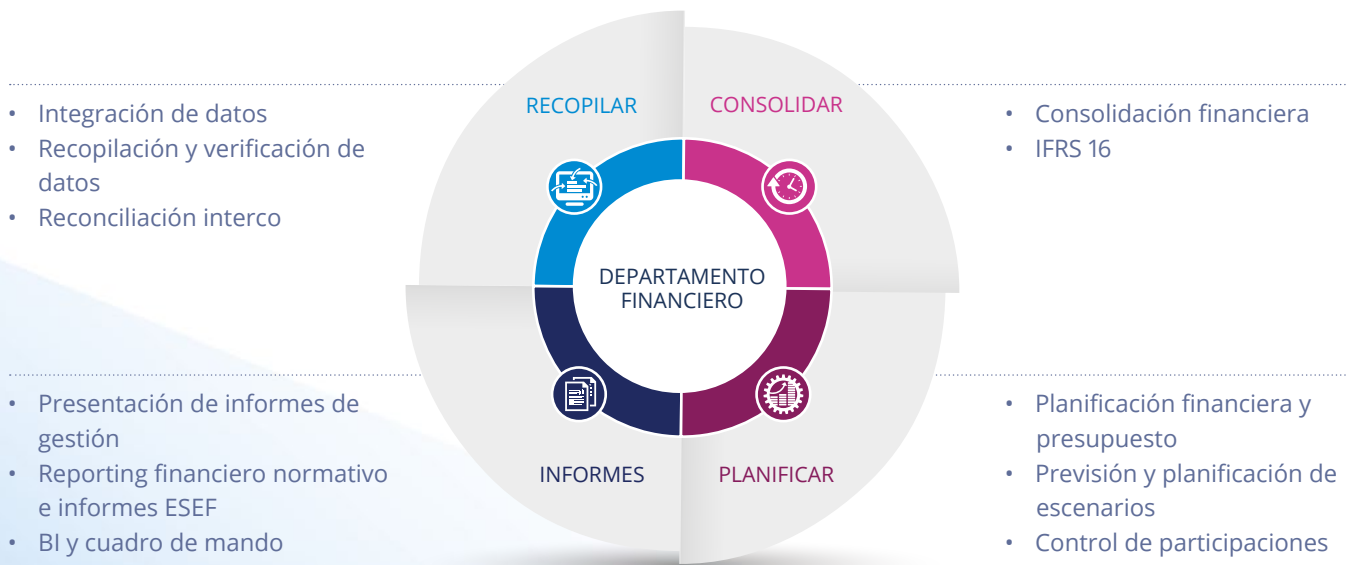 RECOPILAR
CONSOLIDAR
• Integración de datos
• Recopilación y verificación de
datos
• Reconciliación interco
• Consolidación financiera
• IFRS 16
DEPARTAMENTO
FINANCIERO
• Presentación de informes de
gestión
• Reporting financiero normativo
e informes ESEF
• BI y cuadro de mando
INFORMES
PLANIFICAR
• Planificación financiera y
presupuesto
• Previsión y planificación de
escenarios
• Control de participaciones